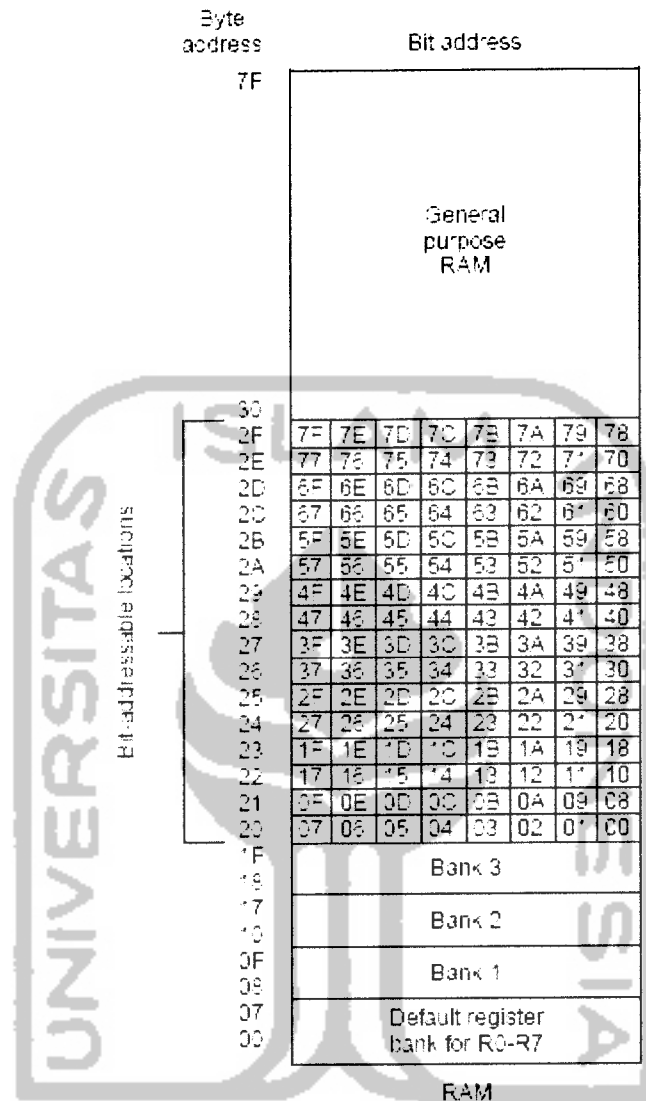 Byte address
Bit address
7F
General
purpose
RAM
30
2F 7F 7E 7D 7C 7B 7A 79 78
2E 77 76 75 74 73 72 71 70
2D 6F 6E 6D 6C 6B 6A 69 68
2C 67 66 65 64 63 62 61 60
2B 5F 5E 5D 5C 5B 5A 59 58
2A 57 56 55 54 53 52 51 50
29 4F 4E 4D 4C 4B 4A 49 48
28 47 46 45 44 43 42 41 40
27 3F 3E 3D 3C 3B 3A 39 38
26 37 36 35 34 33 32 31 30
25 2F 2E 2D 2C 2B 2A 29 28
24 27 26 25 24 23 22 21 20
23 1F 1E 1D 1C 1B 1A 19 18
22 17 16 15 14 13 12 11 10
21 0F 0E 0D 0C 0B 0A 09 08
20 07 06 05 04 03 02 01 00
Bit-addressable locations
1F
18
Bank 3
17
10
Bank 2
0F
08
Bank 1
07
00
Default register
bank for R0-R7
RAM
UNIVERSITAS
ISLAM
INDONESIA